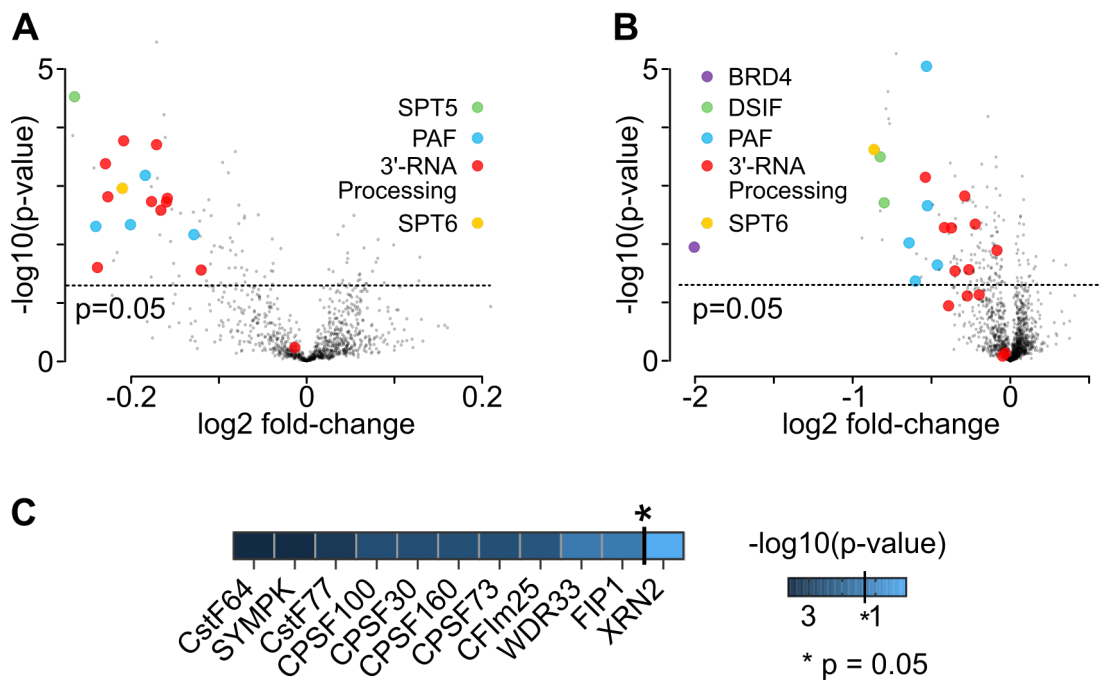 A
5
0
-log10(p-value)
SPT5
PAF
3'-RNA
Processing
SPT6
p=0.05
-0.2
0
0.2
log2 fold-change
B
5
0
-log10(p-value)
BRD4
DSIF
PAF
3'-RNA
Processing
SPT6
p=0.05
-2
-1
0
log2 fold-change
C
*
CstF64
SYMPK
CstF77
CPSF100
CPSF30
CPSF160
CPSF73
CFIm25
WDR33
FIP1
XRN2
-log10(p-value)
3 *1
* p = 0.05